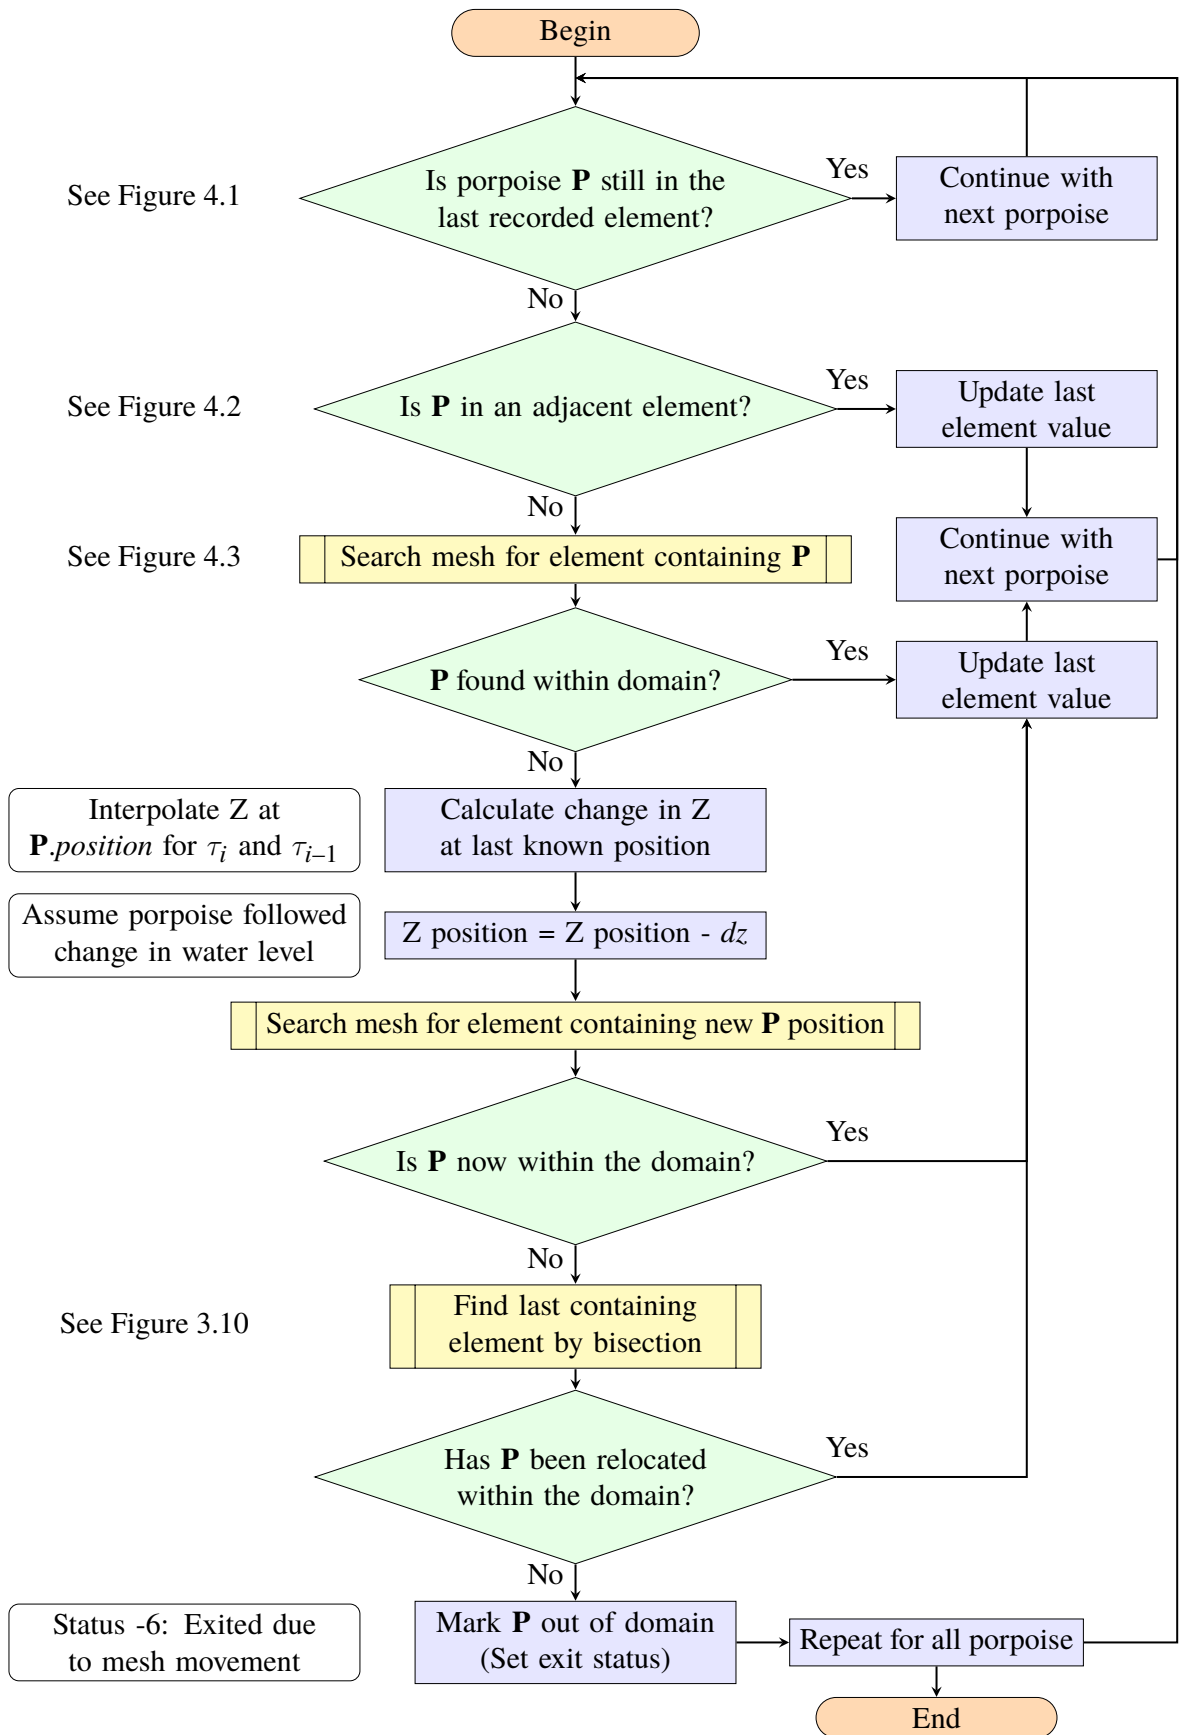 Begin
See Figure 4.1
Is porpoise P still in the
last recorded element?
Yes
Continue with
next porpoise
No
See Figure 4.2
Is P in an adjacent element?
Yes
Update last
element value
No
See Figure 4.3
Search mesh for element containing P
Continue with
next porpoise
P found within domain?
Yes
Update last
element value
No
Interpolate Z at
P.position for τᵢ and τᵢ₋₁
Calculate change in Z
at last known position
Assume porpoise followed
change in water level
Z position = Z position - dz
Search mesh for element containing new P position
Is P now within the domain?
Yes
No
See Figure 3.10
Find last containing
element by bisection
Has P been relocated
within the domain?
Yes
No
Status -6: Exited due
to mesh movement
Mark P out of domain
(Set exit status)
Repeat for all porpoise
End